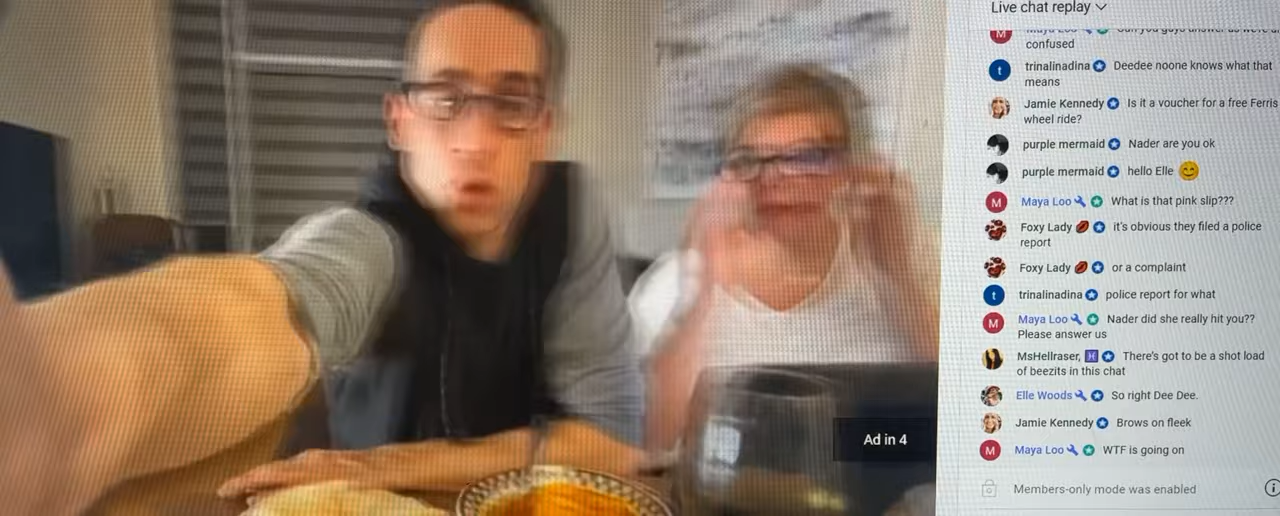 Live chat replay
confused
trinalinadina Deedee noone knows what that
means
Jamie Kennedy Is it a voucher for a free Ferris
wheel ride?
purple mermaid Nader are you ok
purple mermaid hello Elle 😊
M Maya Loo What is that pink slip???
Foxy Lady 💋 it's obvious they filed a police
report
Foxy Lady 💋 or a complaint
t trinalinadina police report for what
M Maya Loo Nader did she really hit you??
Please answer us
MsHellraser, ♓ There's got to be a shot load
of beezits in this chat
Elle Woods So right Dee Dee.
Jamie Kennedy Brows on fleek
M Maya Loo WTF is going on
Ad in 4
Members-only mode was enabled